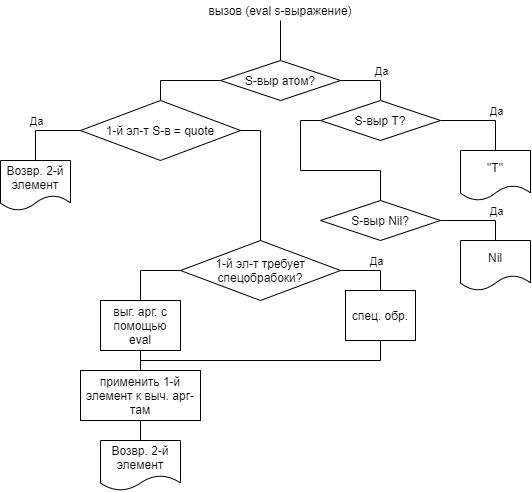 вызов (eval s-выражение)
S-выр атом?
Да
Да
1-й эл-т S-в = quote
S-выр T?
Да
Возвр. 2-й
элемент
"T"
S-выр Nil?
Да
1-й эл-т требует
спецобрабоки?
Да
Nil
выг. арг. с
помощью
eval
спец. обр.
применить 1-й
элемент к выч. арг-
там
Возвр. 2-й
элемент